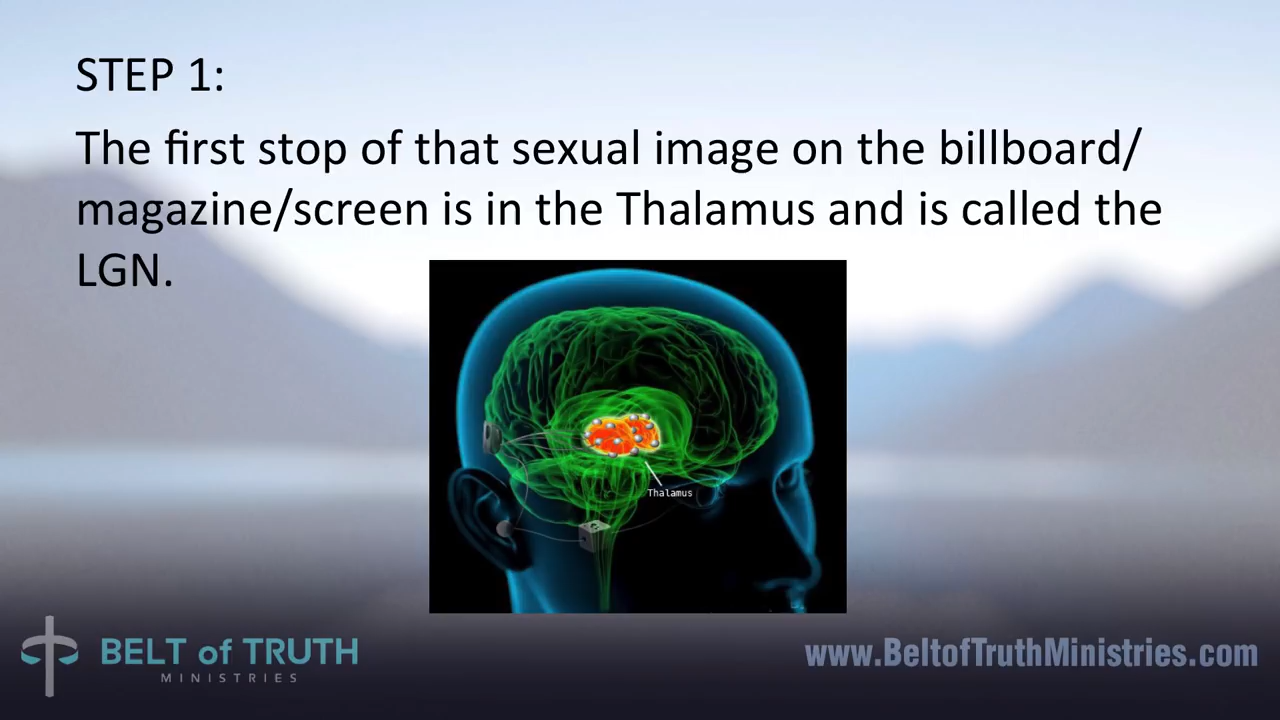 STEP 1:
The first stop of that sexual image on the billboard/
magazine/screen is in the Thalamus and is called the
LGN.
Thalamus
BELT of TRUTH
MINISTRIES
www.BeltofTruthMinistries.com